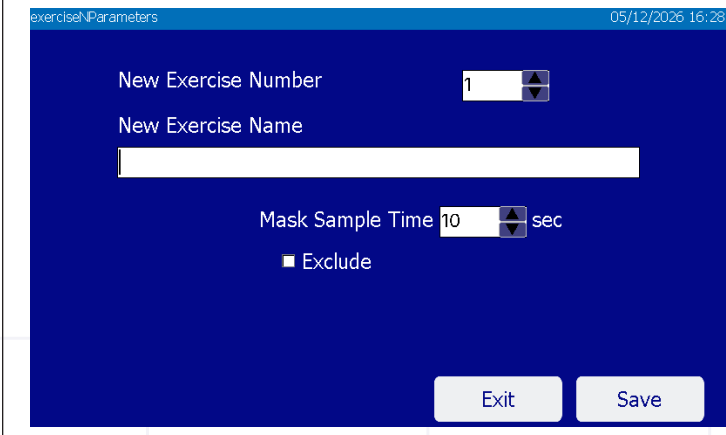 exerciseNParameters 05/12/2026 16:28
New Exercise Number 1
New Exercise Name
Mask Sample Time 10 sec
Exclude
Exit Save